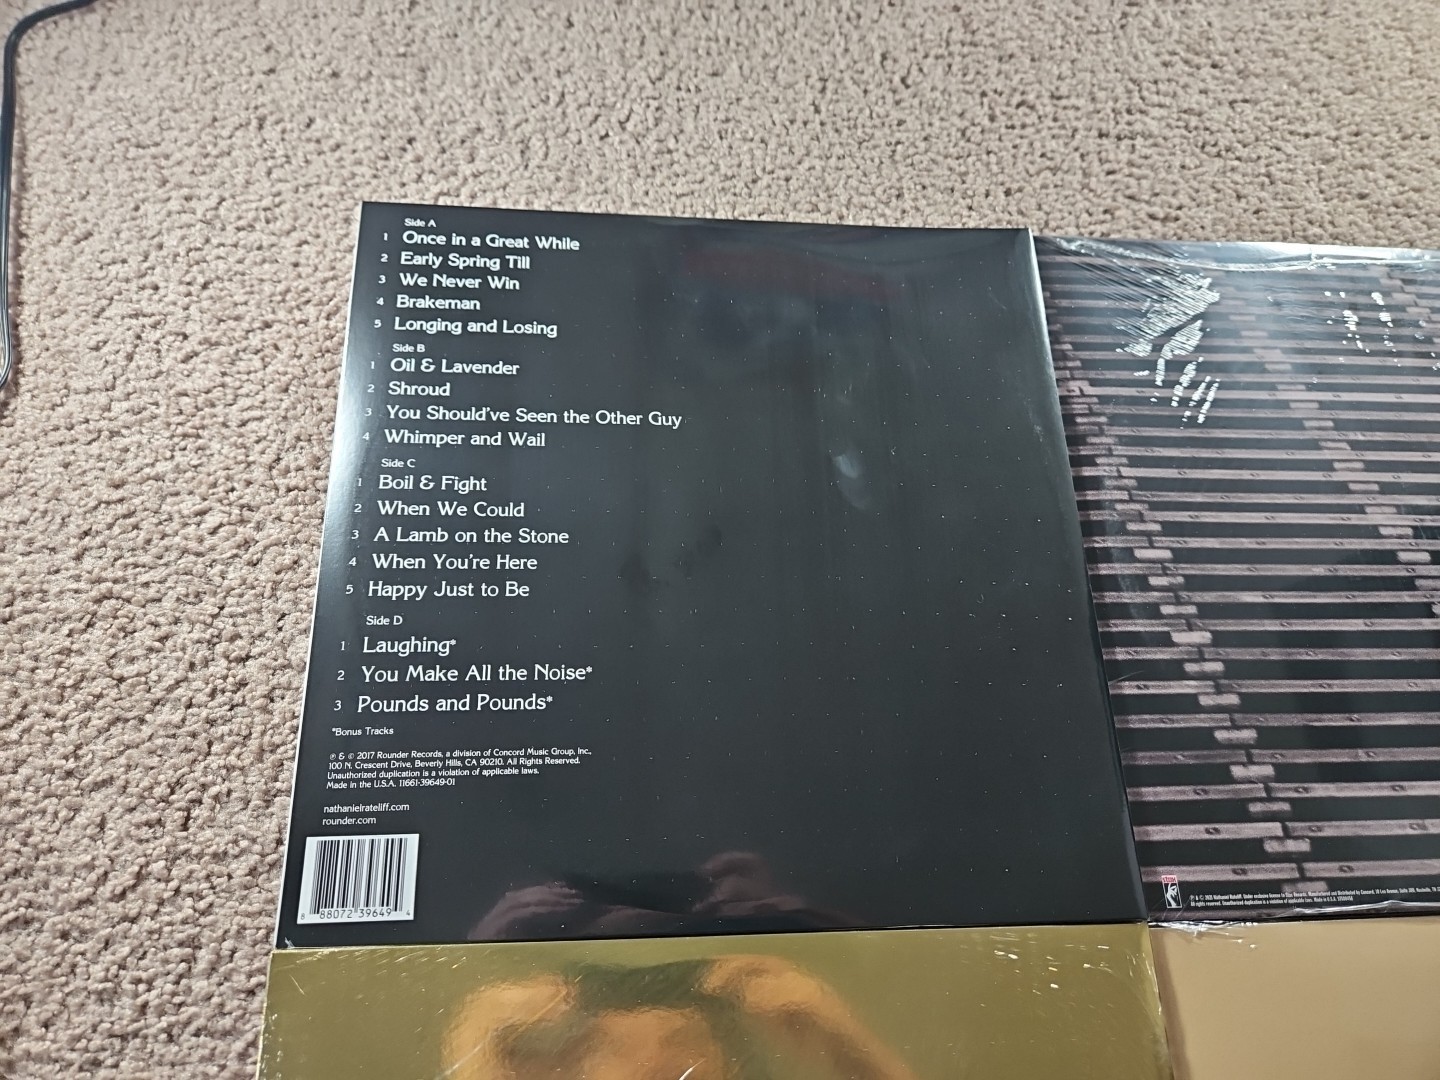 Side A
1 Once in a Great While
2 Early Spring Till
3 We Never Win
4 Brakeman
5 Longing and Losing
Side B
1 Oil & Lavender
2 Shroud
3 You Should've Seen the Other Guy
4 Whimper and Wail
Side C
1 Boil & Fight
2 When We Could
3 A Lamb on the Stone
4 When You're Here
5 Happy Just to Be
Side D
1 Laughing*
2 You Make All the Noise*
3 Pounds and Pounds*
*Bonus Tracks
℗ & © 2017 Rounder Records, a division of Concord Music Group, Inc.,
100 N. Crescent Drive, Beverly Hills, CA 90210. All Rights Reserved.
Unauthorized duplication is a violation of applicable laws.
Made in the U.S.A. 11661-39649-01
nathanielrateliff.com
rounder.com
8 88072 39649 4